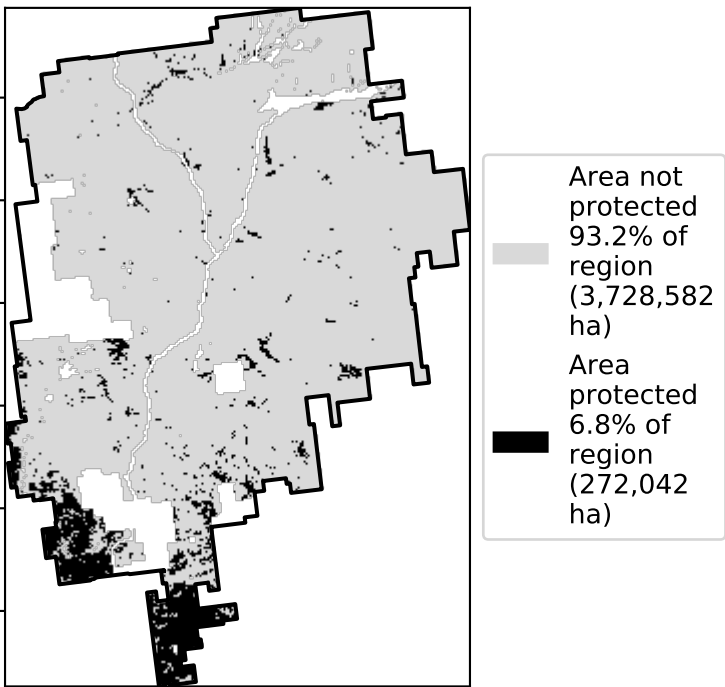 Area not
protected
93.2% of
region
(3,728,582
ha)
Area
protected
6.8% of
region
(272,042
ha)